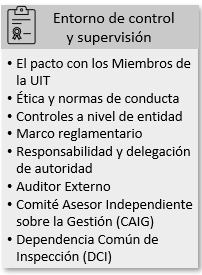 Entorno de control
y supervisión
• El pacto con los Miembros de
la UIT
• Ética y normas de conducta
• Controles a nivel de entidad
• Marco reglamentario
• Responsabilidad y delegación
de autoridad
• Auditor Externo
• Comité Asesor Independiente
sobre la Gestión (CAIG)
• Dependencia Común de
Inspección (DCI)